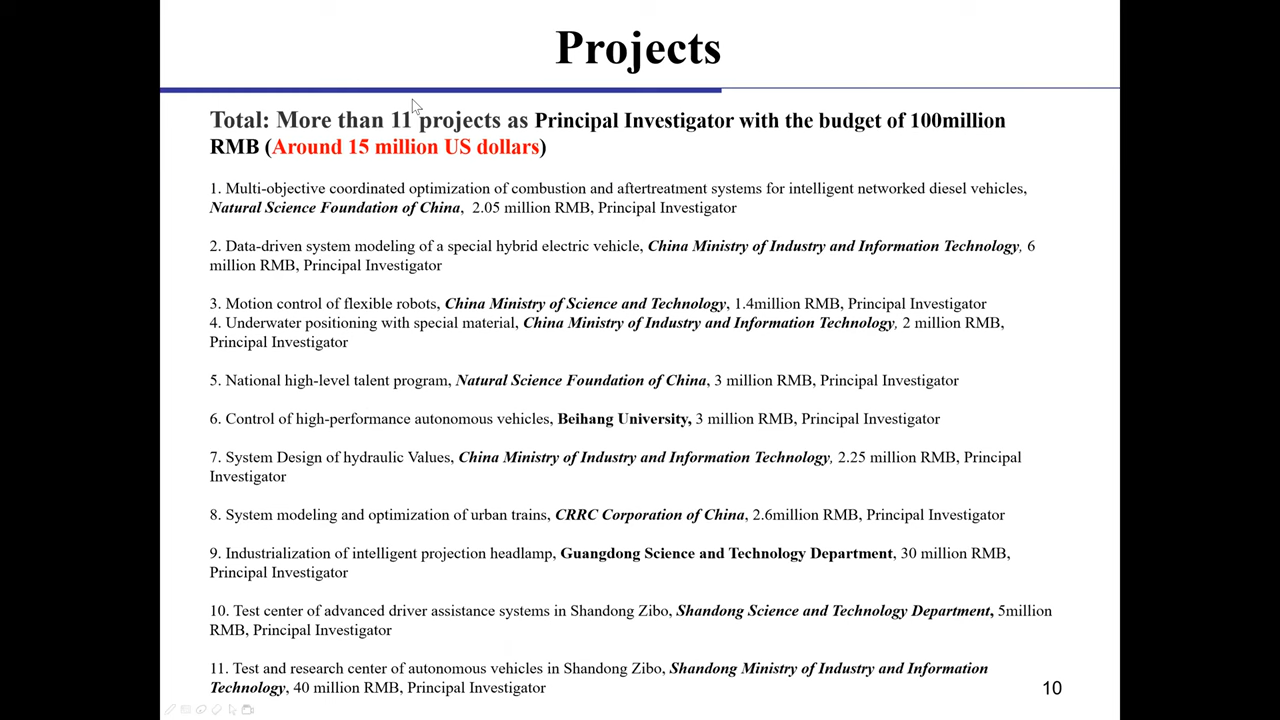 Projects
Total: More than 11 projects as Principal Investigator with the budget of 100million
RMB (Around 15 million US dollars)
1. Multi-objective coordinated optimization of combustion and aftertreatment systems for intelligent networked diesel vehicles,
Natural Science Foundation of China, 2.05 million RMB, Principal Investigator
2. Data-driven system modeling of a special hybrid electric vehicle, China Ministry of Industry and Information Technology, 6
million RMB, Principal Investigator
3. Motion control of flexible robots, China Ministry of Science and Technology, 1.4million RMB, Principal Investigator
4. Underwater positioning with special material, China Ministry of Industry and Information Technology, 2 million RMB,
Principal Investigator
5. National high-level talent program, Natural Science Foundation of China, 3 million RMB, Principal Investigator
6. Control of high-performance autonomous vehicles, Beihang University, 3 million RMB, Principal Investigator
7. System Design of hydraulic Values, China Ministry of Industry and Information Technology, 2.25 million RMB, Principal
Investigator
8. System modeling and optimization of urban trains, CRRC Corporation of China, 2.6million RMB, Principal Investigator
9. Industrialization of intelligent projection headlamp, Guangdong Science and Technology Department, 30 million RMB,
Principal Investigator
10. Test center of advanced driver assistance systems in Shandong Zibo, Shandong Science and Technology Department, 5million
RMB, Principal Investigator
11. Test and research center of autonomous vehicles in Shandong Zibo, Shandong Ministry of Industry and Information
Technology, 40 million RMB, Principal Investigator
10